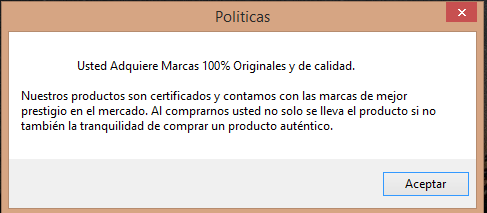 Politicas
Usted Adquiere Marcas 100% Originales y de calidad.
Nuestros productos son certificados y contamos con las marcas de mejor
prestigio en el mercado. Al comprarnos usted no solo se lleva el producto si no
también la tranquilidad de comprar un producto auténtico.
Aceptar